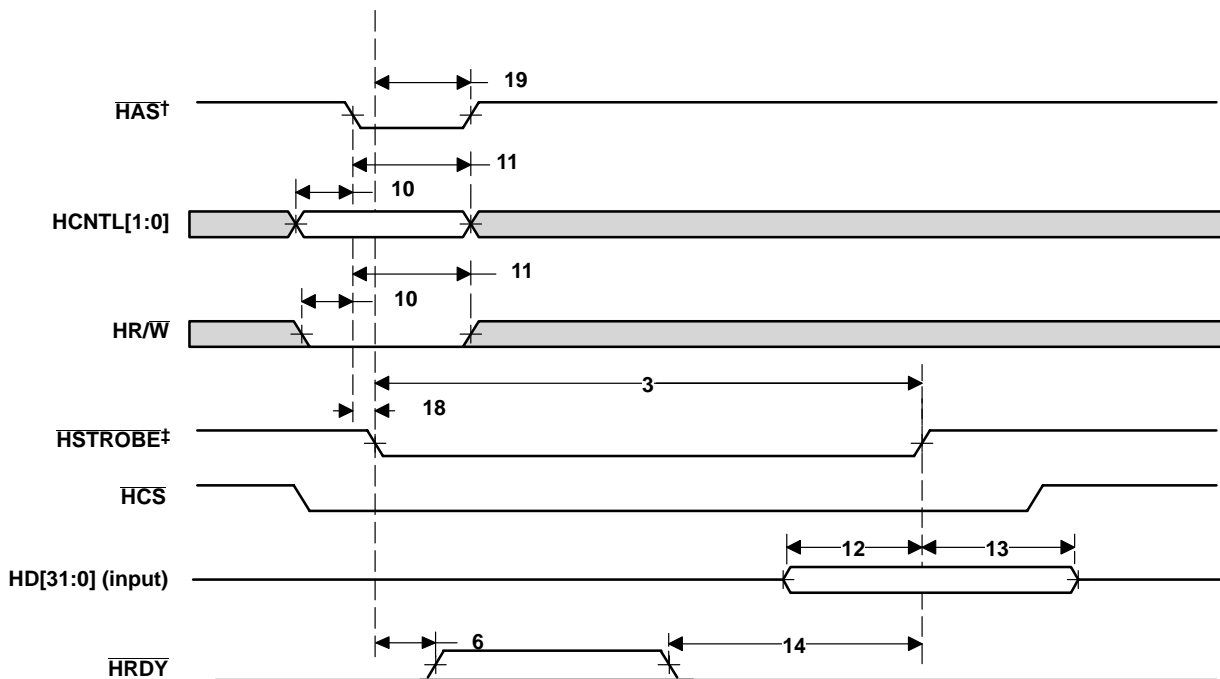 19
HAS†
11
10
HCNTL[1:0]
11
10
HR/W
3
18
HSTROBE‡
HCS
12 13
HD[31:0] (input)
6 14
HRDY